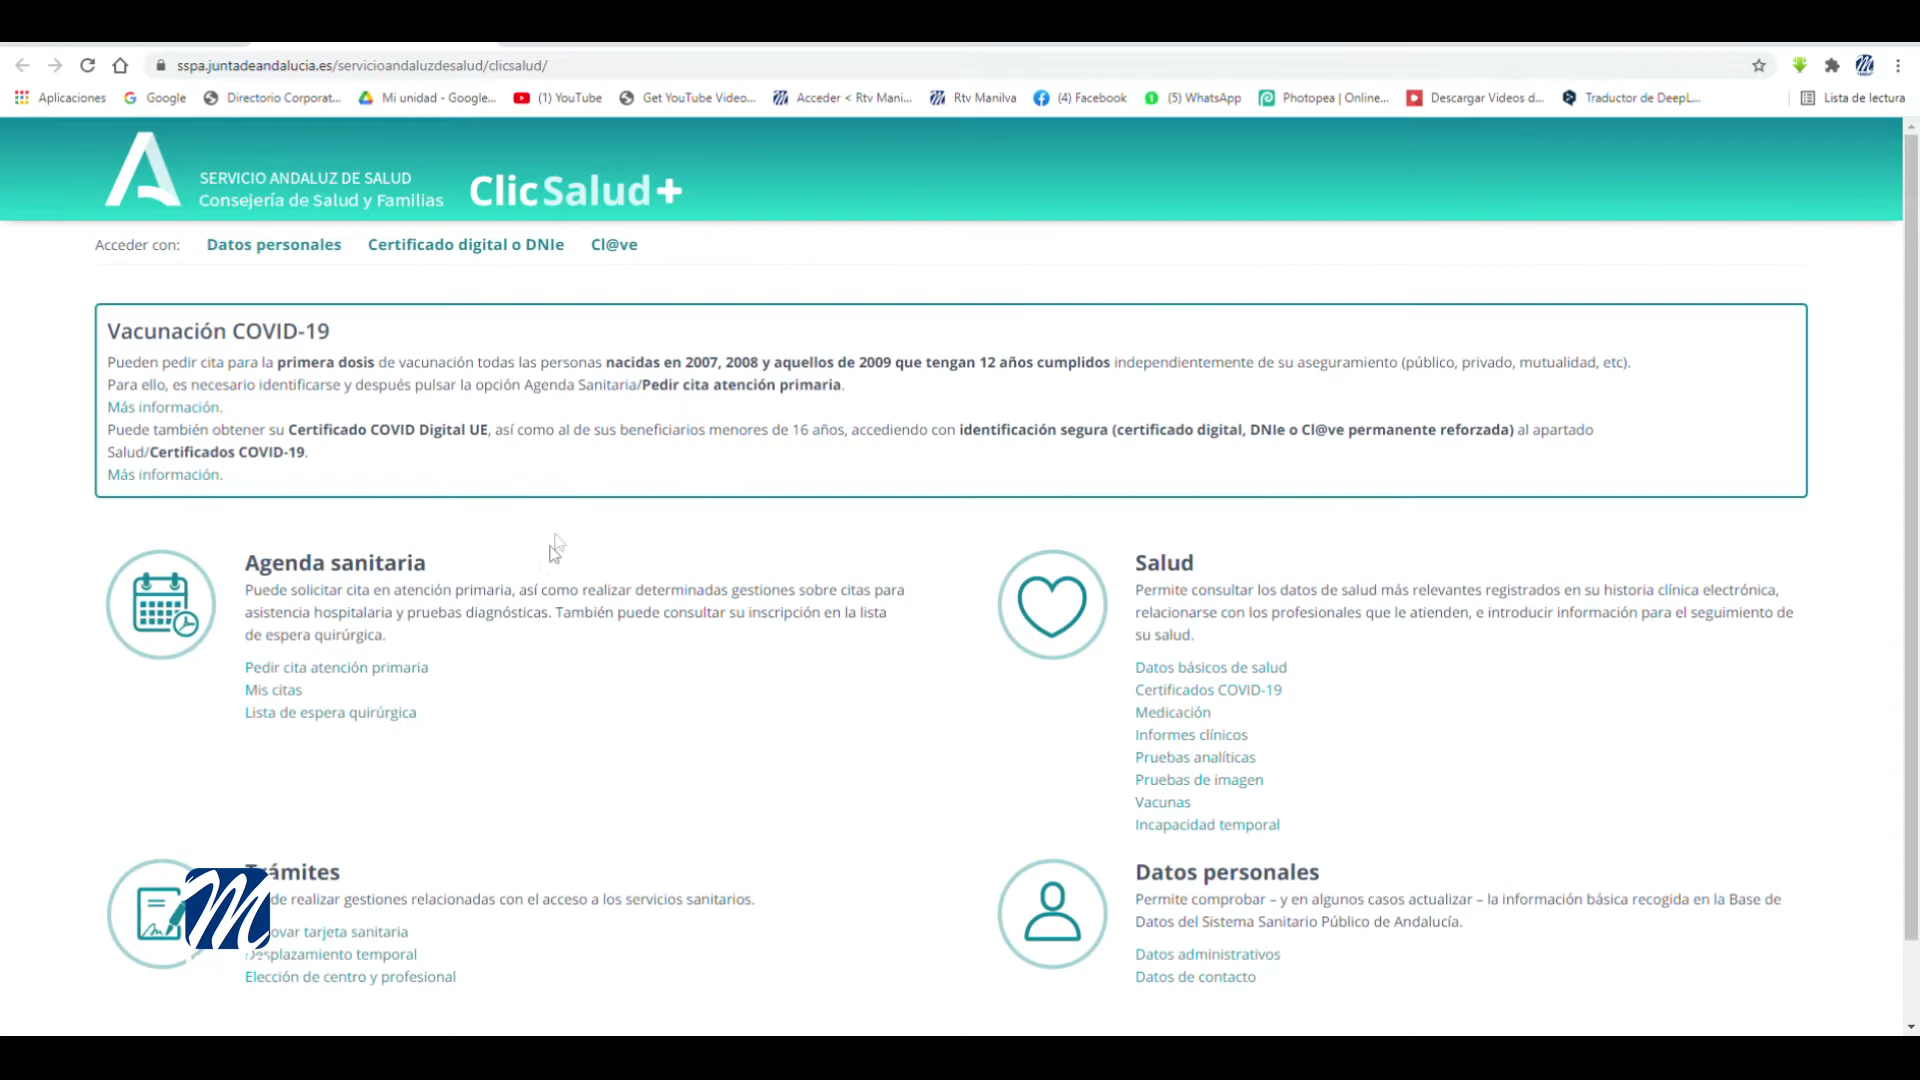 sspa.juntadeandalucia.es/servicioandaluzdesalud/clicsalud/
Aplicaciones Google Directorio Corporat... Mi unidad - Google... (1) YouTube Get YouTube Video... Acceder < Rtv Mani... Rtv Manilva (4) Facebook (5) WhatsApp Photopea | Online... Descargar Videos d... Traductor de DeepL... Lista de lectura
SERVICIO ANDALUZ DE SALUD
Consejería de Salud y Familias
ClicSalud+
Acceder con: Datos personales Certificado digital o DNIe Cl@ve
Vacunación COVID-19
Pueden pedir cita para la primera dosis de vacunación todas las personas nacidas en 2007, 2008 y aquellos de 2009 que tengan 12 años cumplidos independientemente de su aseguramiento (público, privado, mutualidad, etc).
Para ello, es necesario identificarse y después pulsar la opción Agenda Sanitaria/Pedir cita atención primaria.
Más información.
Puede también obtener su Certificado COVID Digital UE, así como al de sus beneficiarios menores de 16 años, accediendo con identificación segura (certificado digital, DNIe o Cl@ve permanente reforzada) al apartado
Salud/Certificados COVID-19.
Más información.
Agenda sanitaria
Puede solicitar cita en atención primaria, así como realizar determinadas gestiones sobre citas para
asistencia hospitalaria y pruebas diagnósticas. También puede consultar su inscripción en la lista
de espera quirúrgica.
Pedir cita atención primaria
Mis citas
Lista de espera quirúrgica
Salud
Permite consultar los datos de salud más relevantes registrados en su historia clínica electrónica,
relacionarse con los profesionales que le atienden, e introducir información para el seguimiento de
su salud.
Datos básicos de salud
Certificados COVID-19
Medicación
Informes clínicos
Pruebas analíticas
Pruebas de imagen
Vacunas
Incapacidad temporal
Trámites
de realizar gestiones relacionadas con el acceso a los servicios sanitarios.
ovar tarjeta sanitaria
Desplazamiento temporal
Elección de centro y profesional
M
Datos personales
Permite comprobar – y en algunos casos actualizar – la información básica recogida en la Base de
Datos del Sistema Sanitario Público de Andalucía.
Datos administrativos
Datos de contacto